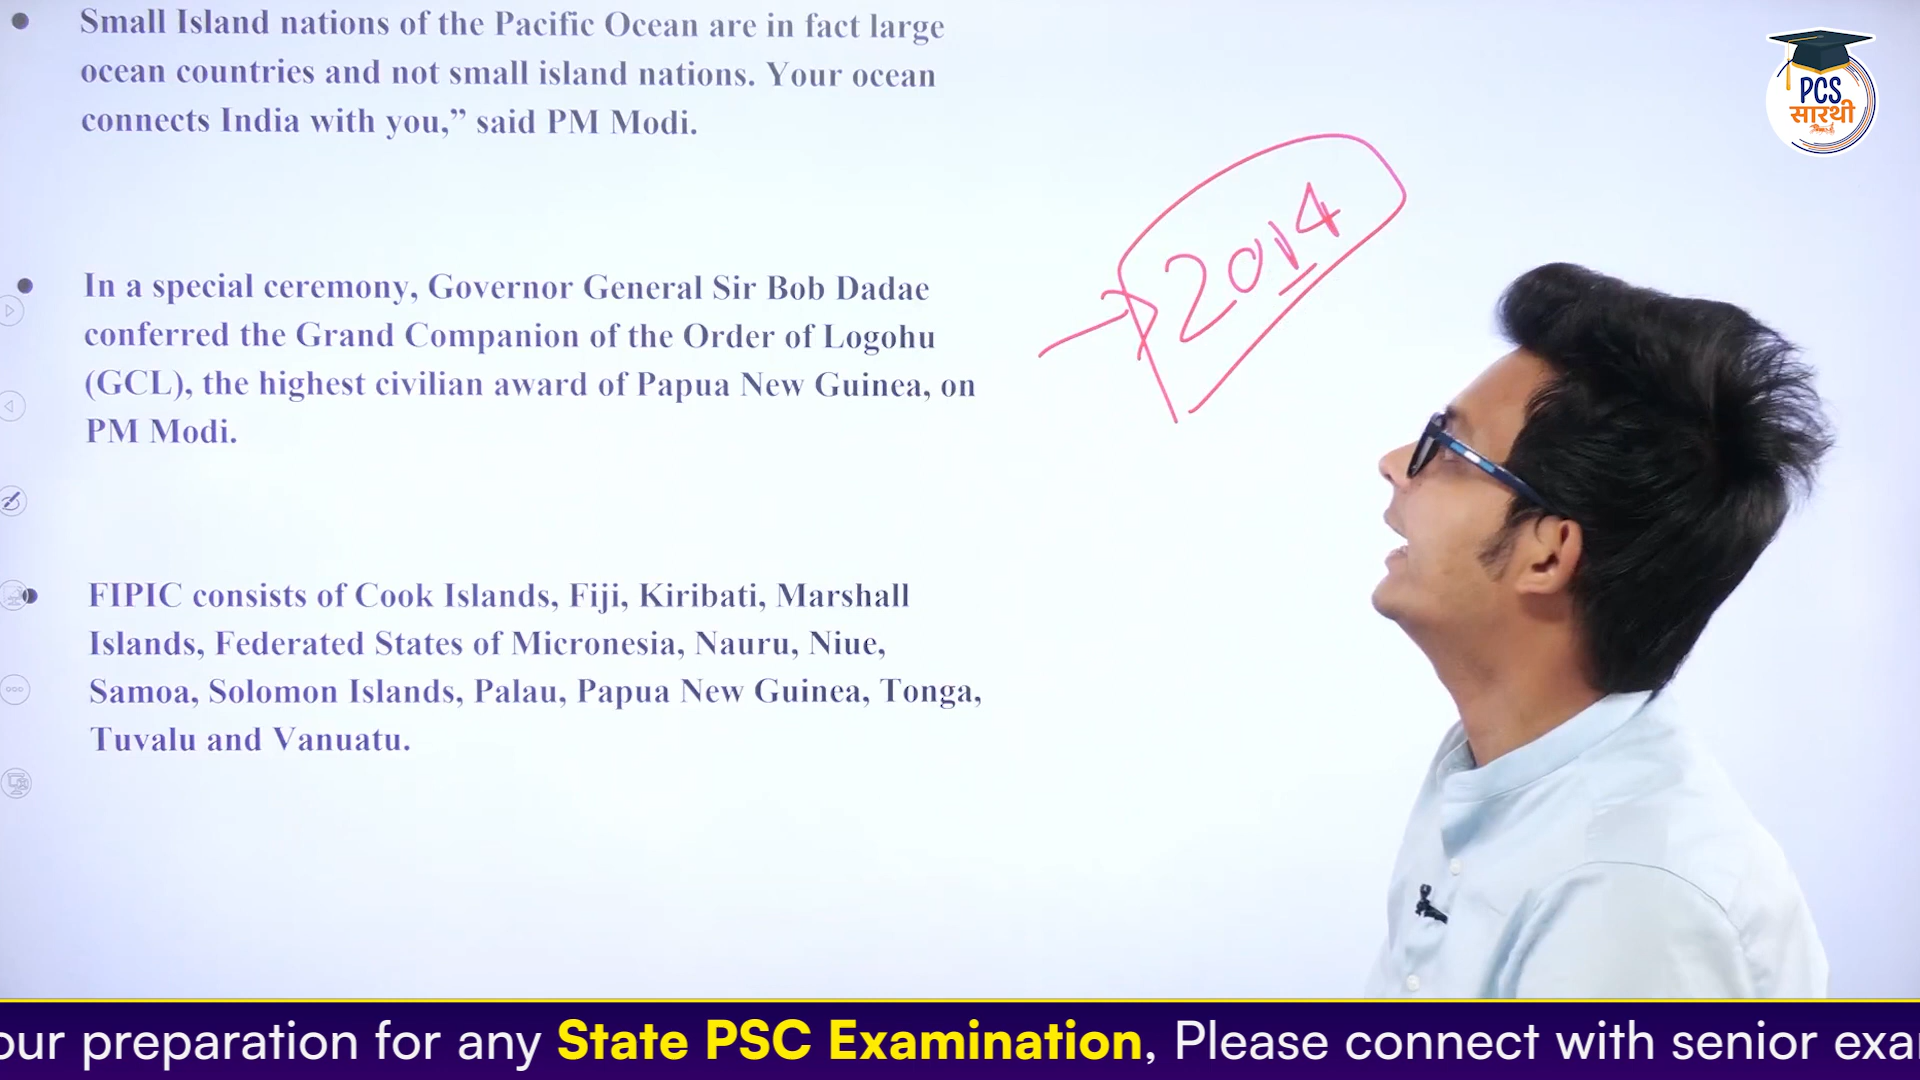 Small Island nations of the Pacific Ocean are in fact large
ocean countries and not small island nations. Your ocean
connects India with you,” said PM Modi.
PCS
सारथी
2014
In a special ceremony, Governor General Sir Bob Dadae
conferred the Grand Companion of the Order of Logohu
(GCL), the highest civilian award of Papua New Guinea, on
PM Modi.
FIPIC consists of Cook Islands, Fiji, Kiribati, Marshall
Islands, Federated States of Micronesia, Nauru, Niue,
Samoa, Solomon Islands, Palau, Papua New Guinea, Tonga,
Tuvalu and Vanuatu.
our preparation for any State PSC Examination, Please connect with senior exa